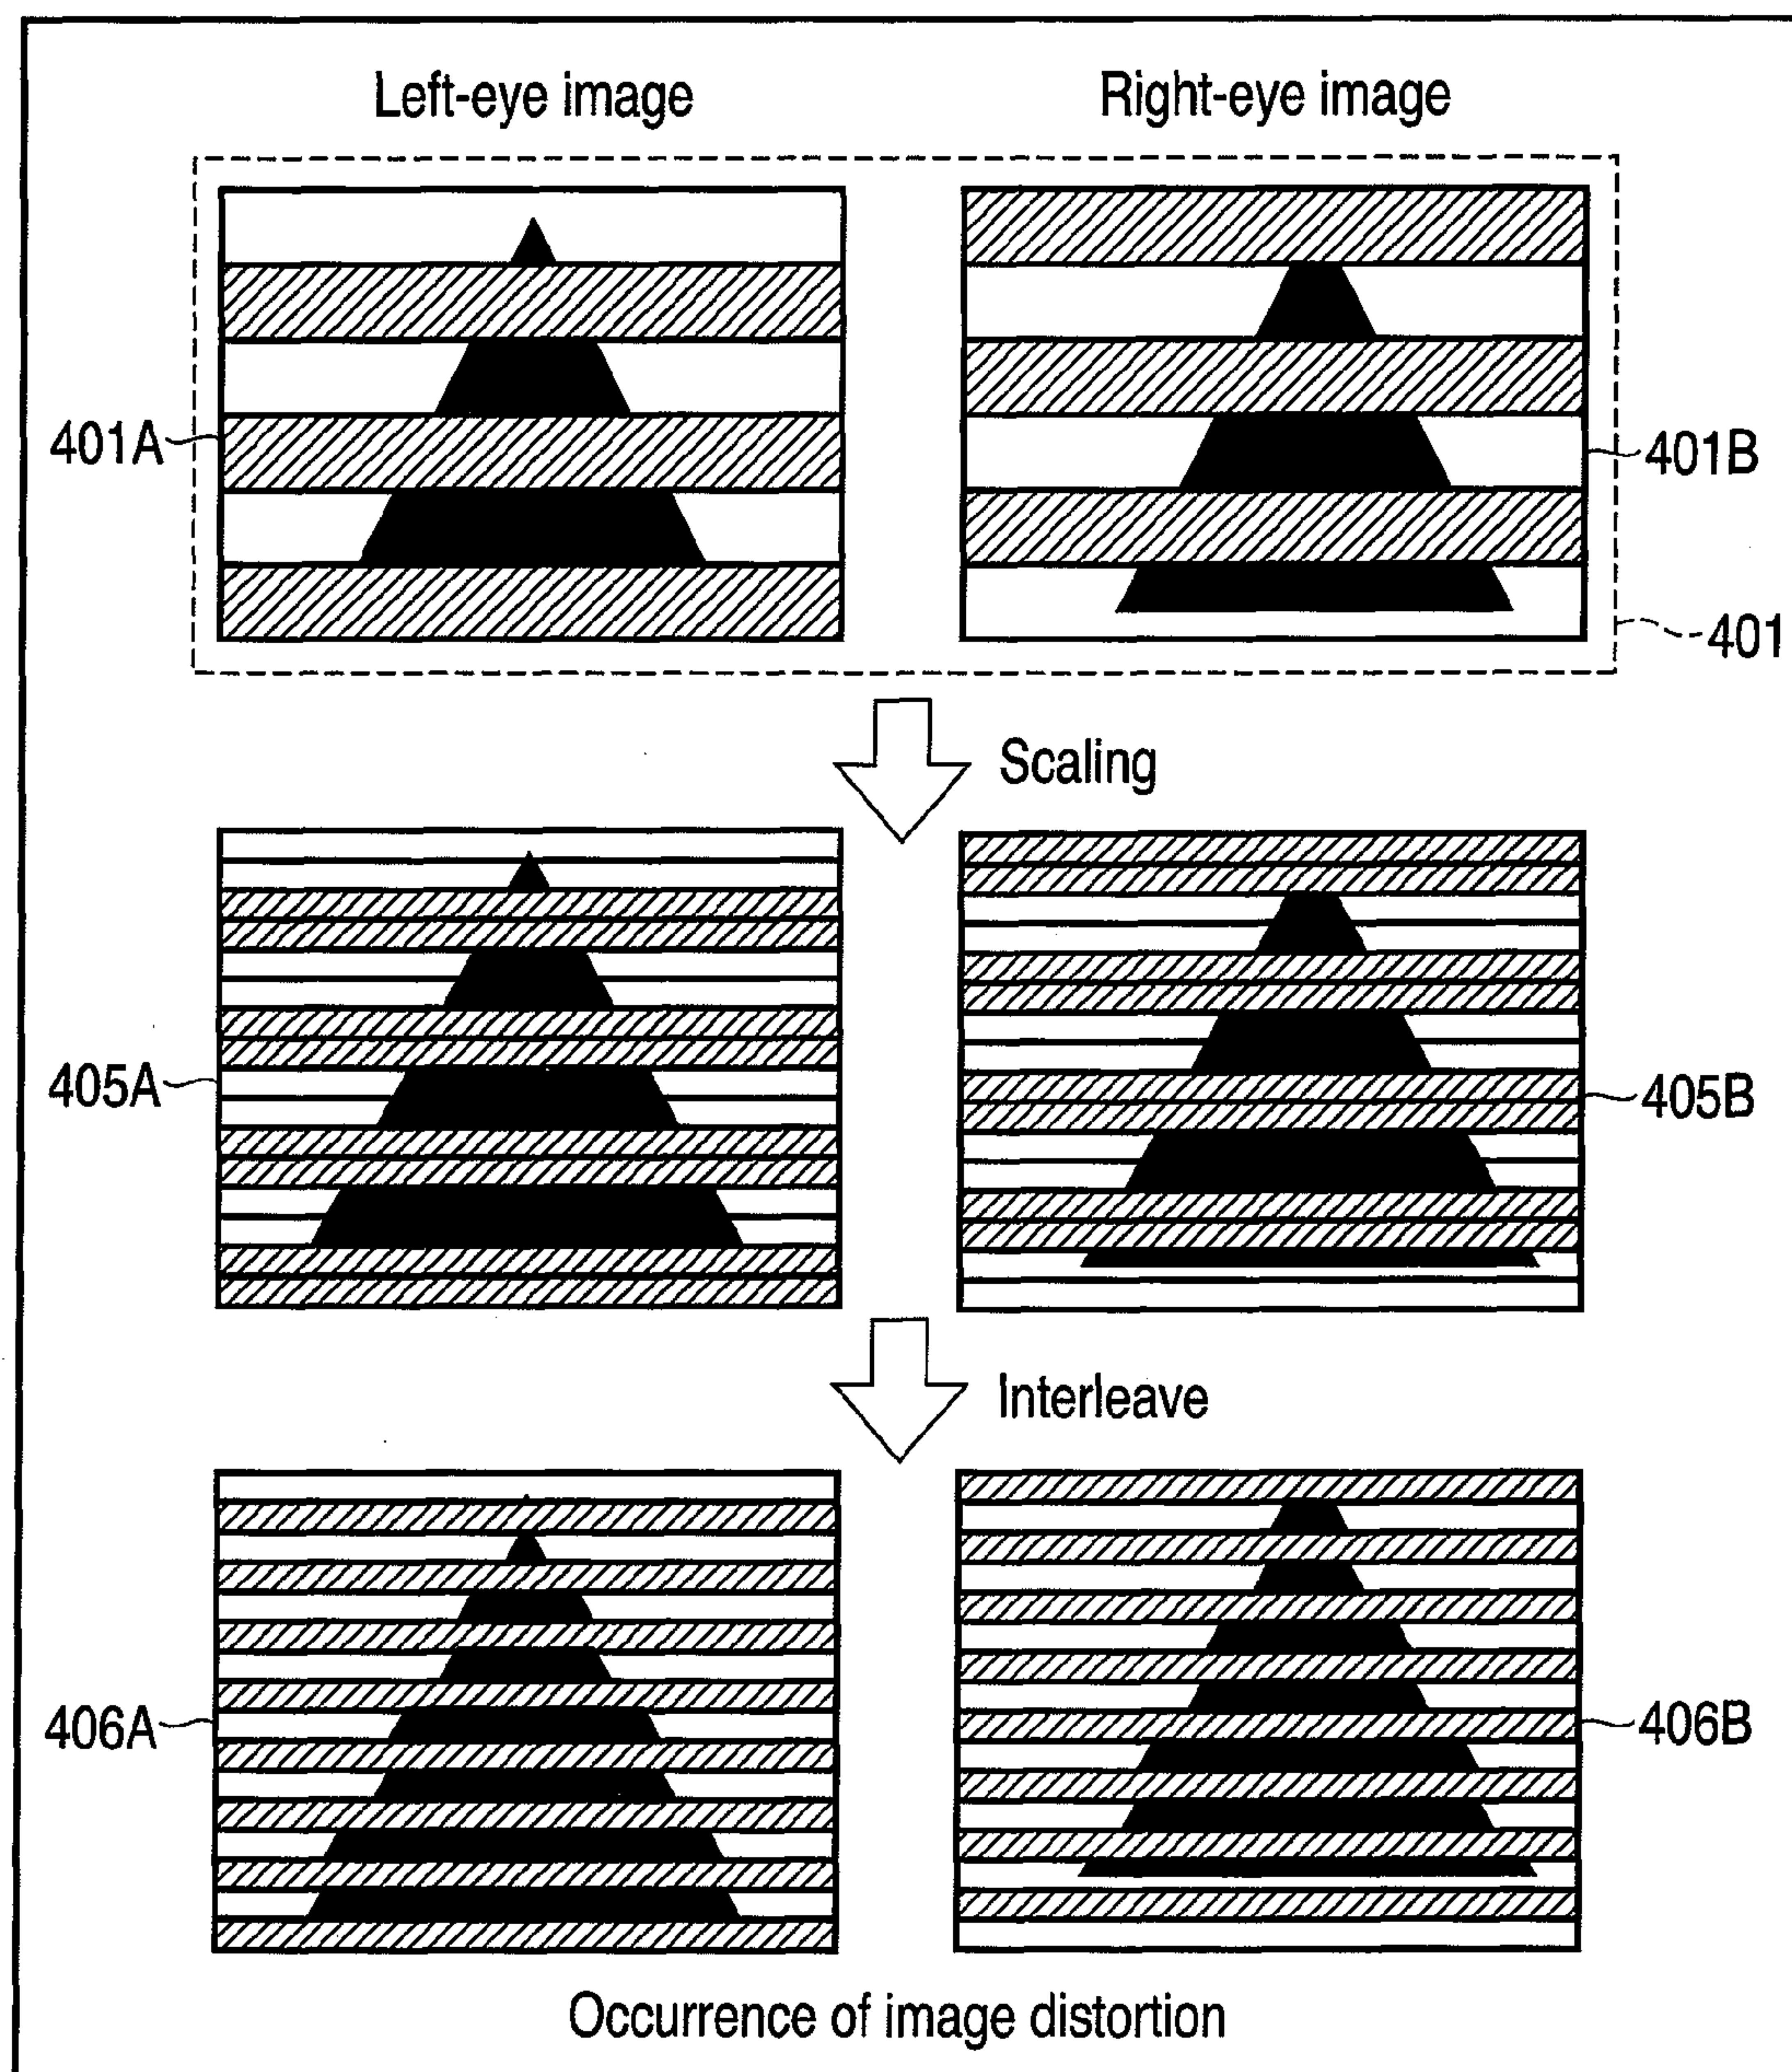 Left-eye image
Right-eye image
401A
401B
401
Scaling
405A
405B
Interleave
406A
406B
Occurrence of image distortion